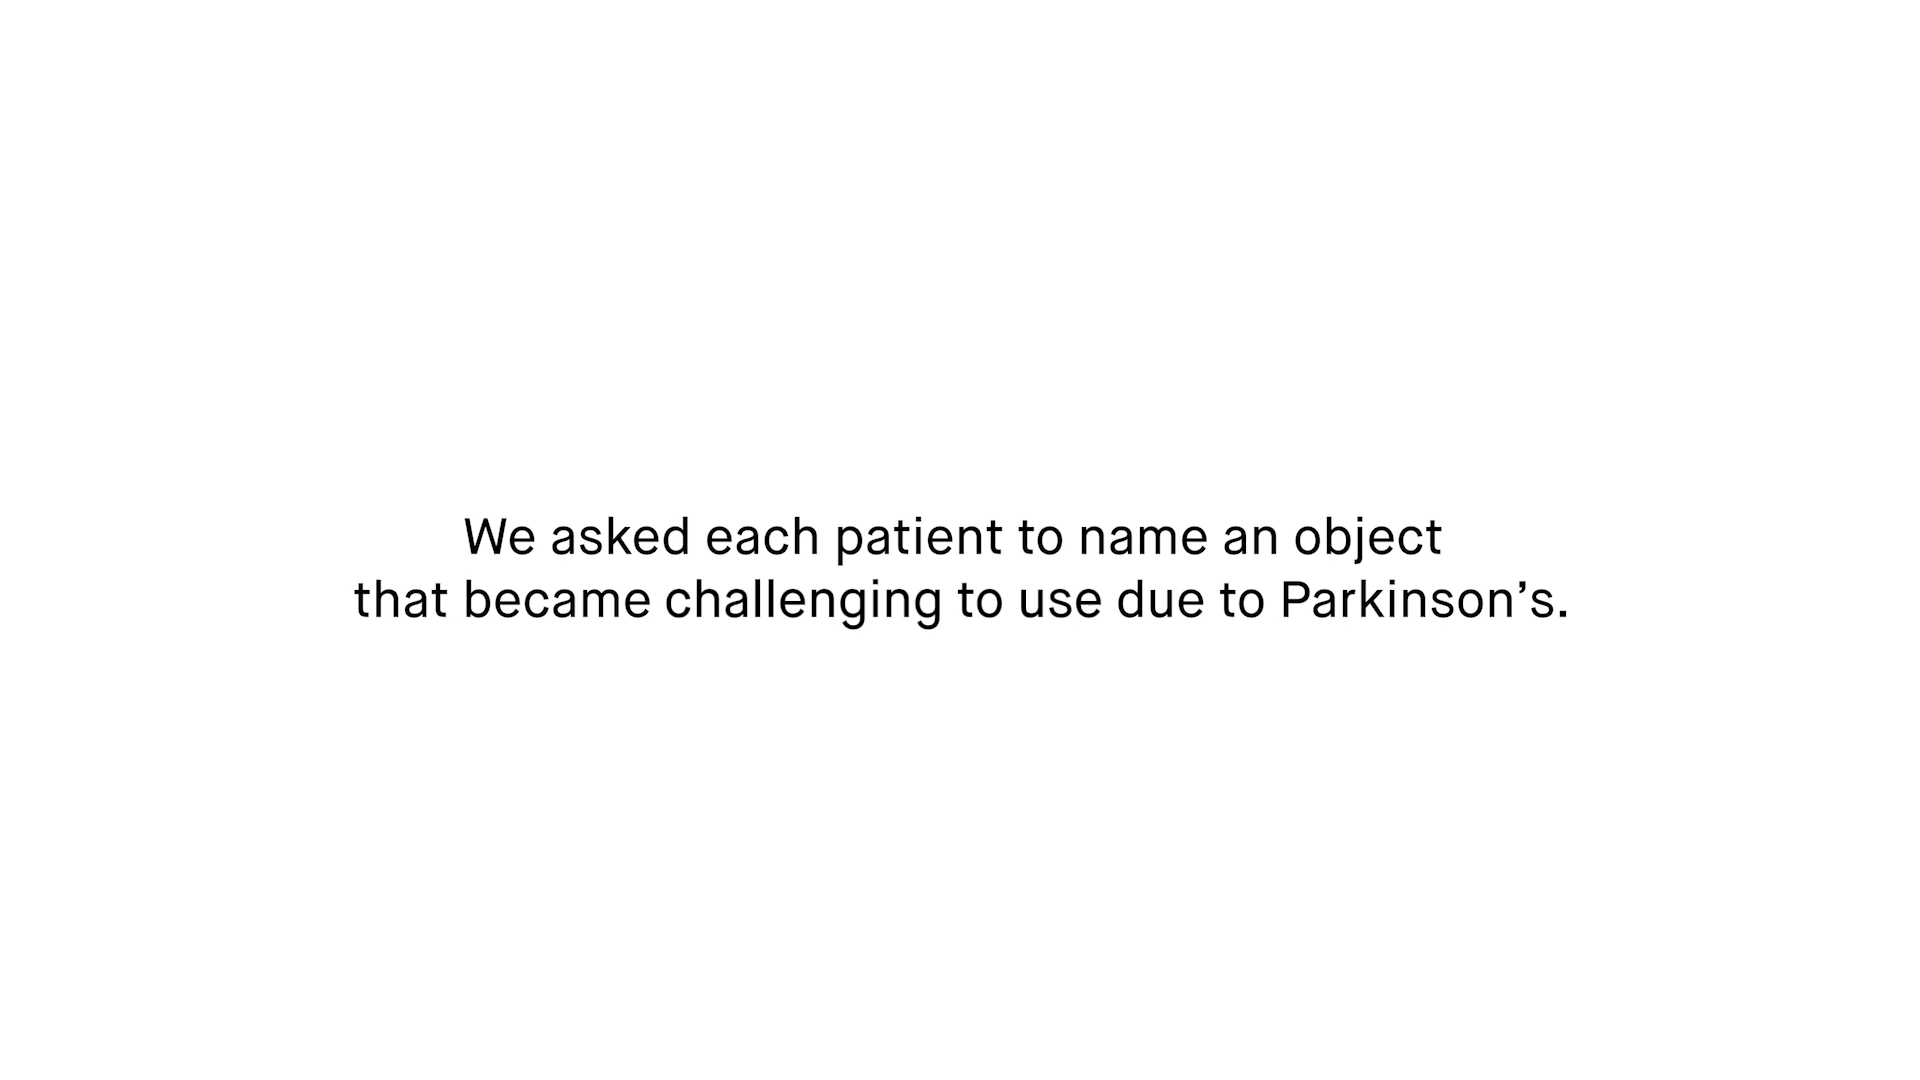 We asked each patient to name an object
that became challenging to use due to Parkinson’s.